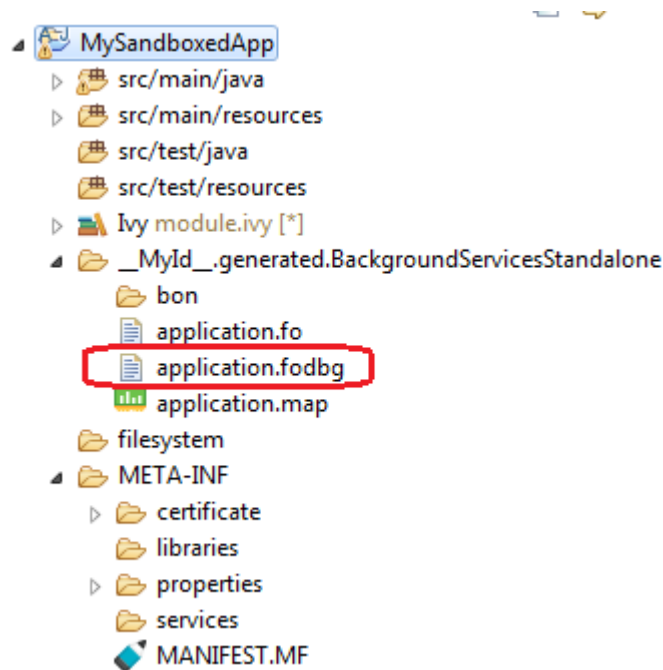 MySandboxedApp
src/main/java
src/main/resources
src/test/java
src/test/resources
Ivy module.ivy [*]
__MyId__.generated.BackgroundServicesStandalone
bon
application.fo
application.fodbg
application.map
filesystem
META-INF
certificate
libraries
properties
services
MANIFEST.MF